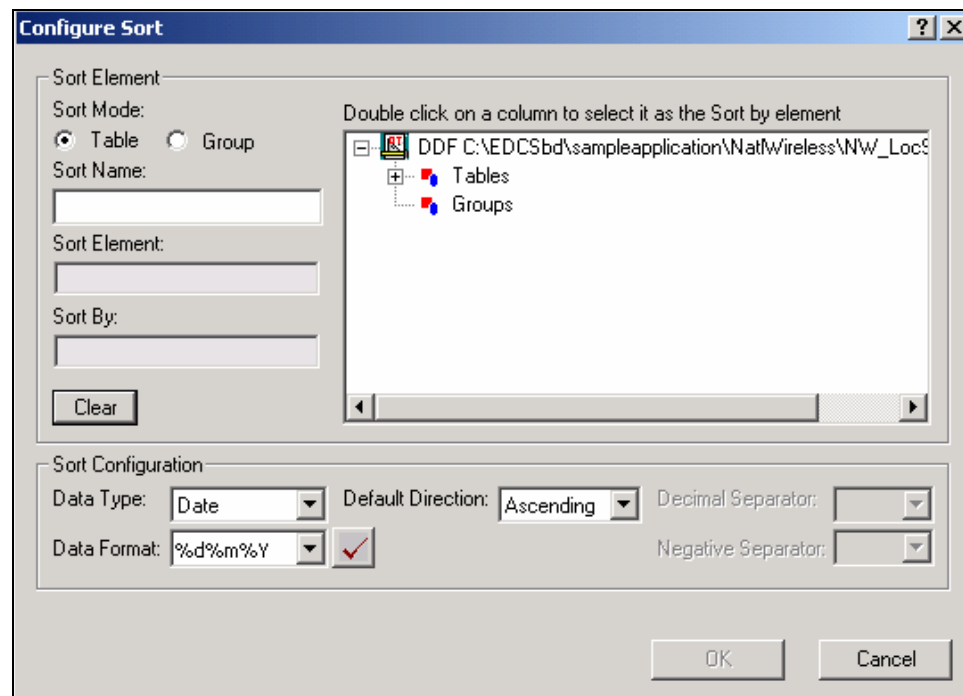 Configure Sort
Sort Element
Sort Mode:
Table
Group
Sort Name:
Sort Element:
Sort By:
Clear
Double click on a column to select it as the Sort by element
DDF C:\EDCSbd\sampleapplication\NatlWireless\NW_LocS
Tables
Groups
Sort Configuration
Data Type:
Date
Default Direction:
Ascending
Decimal Separator:
Data Format:
%d%m%Y
Negative Separator:
OK
Cancel